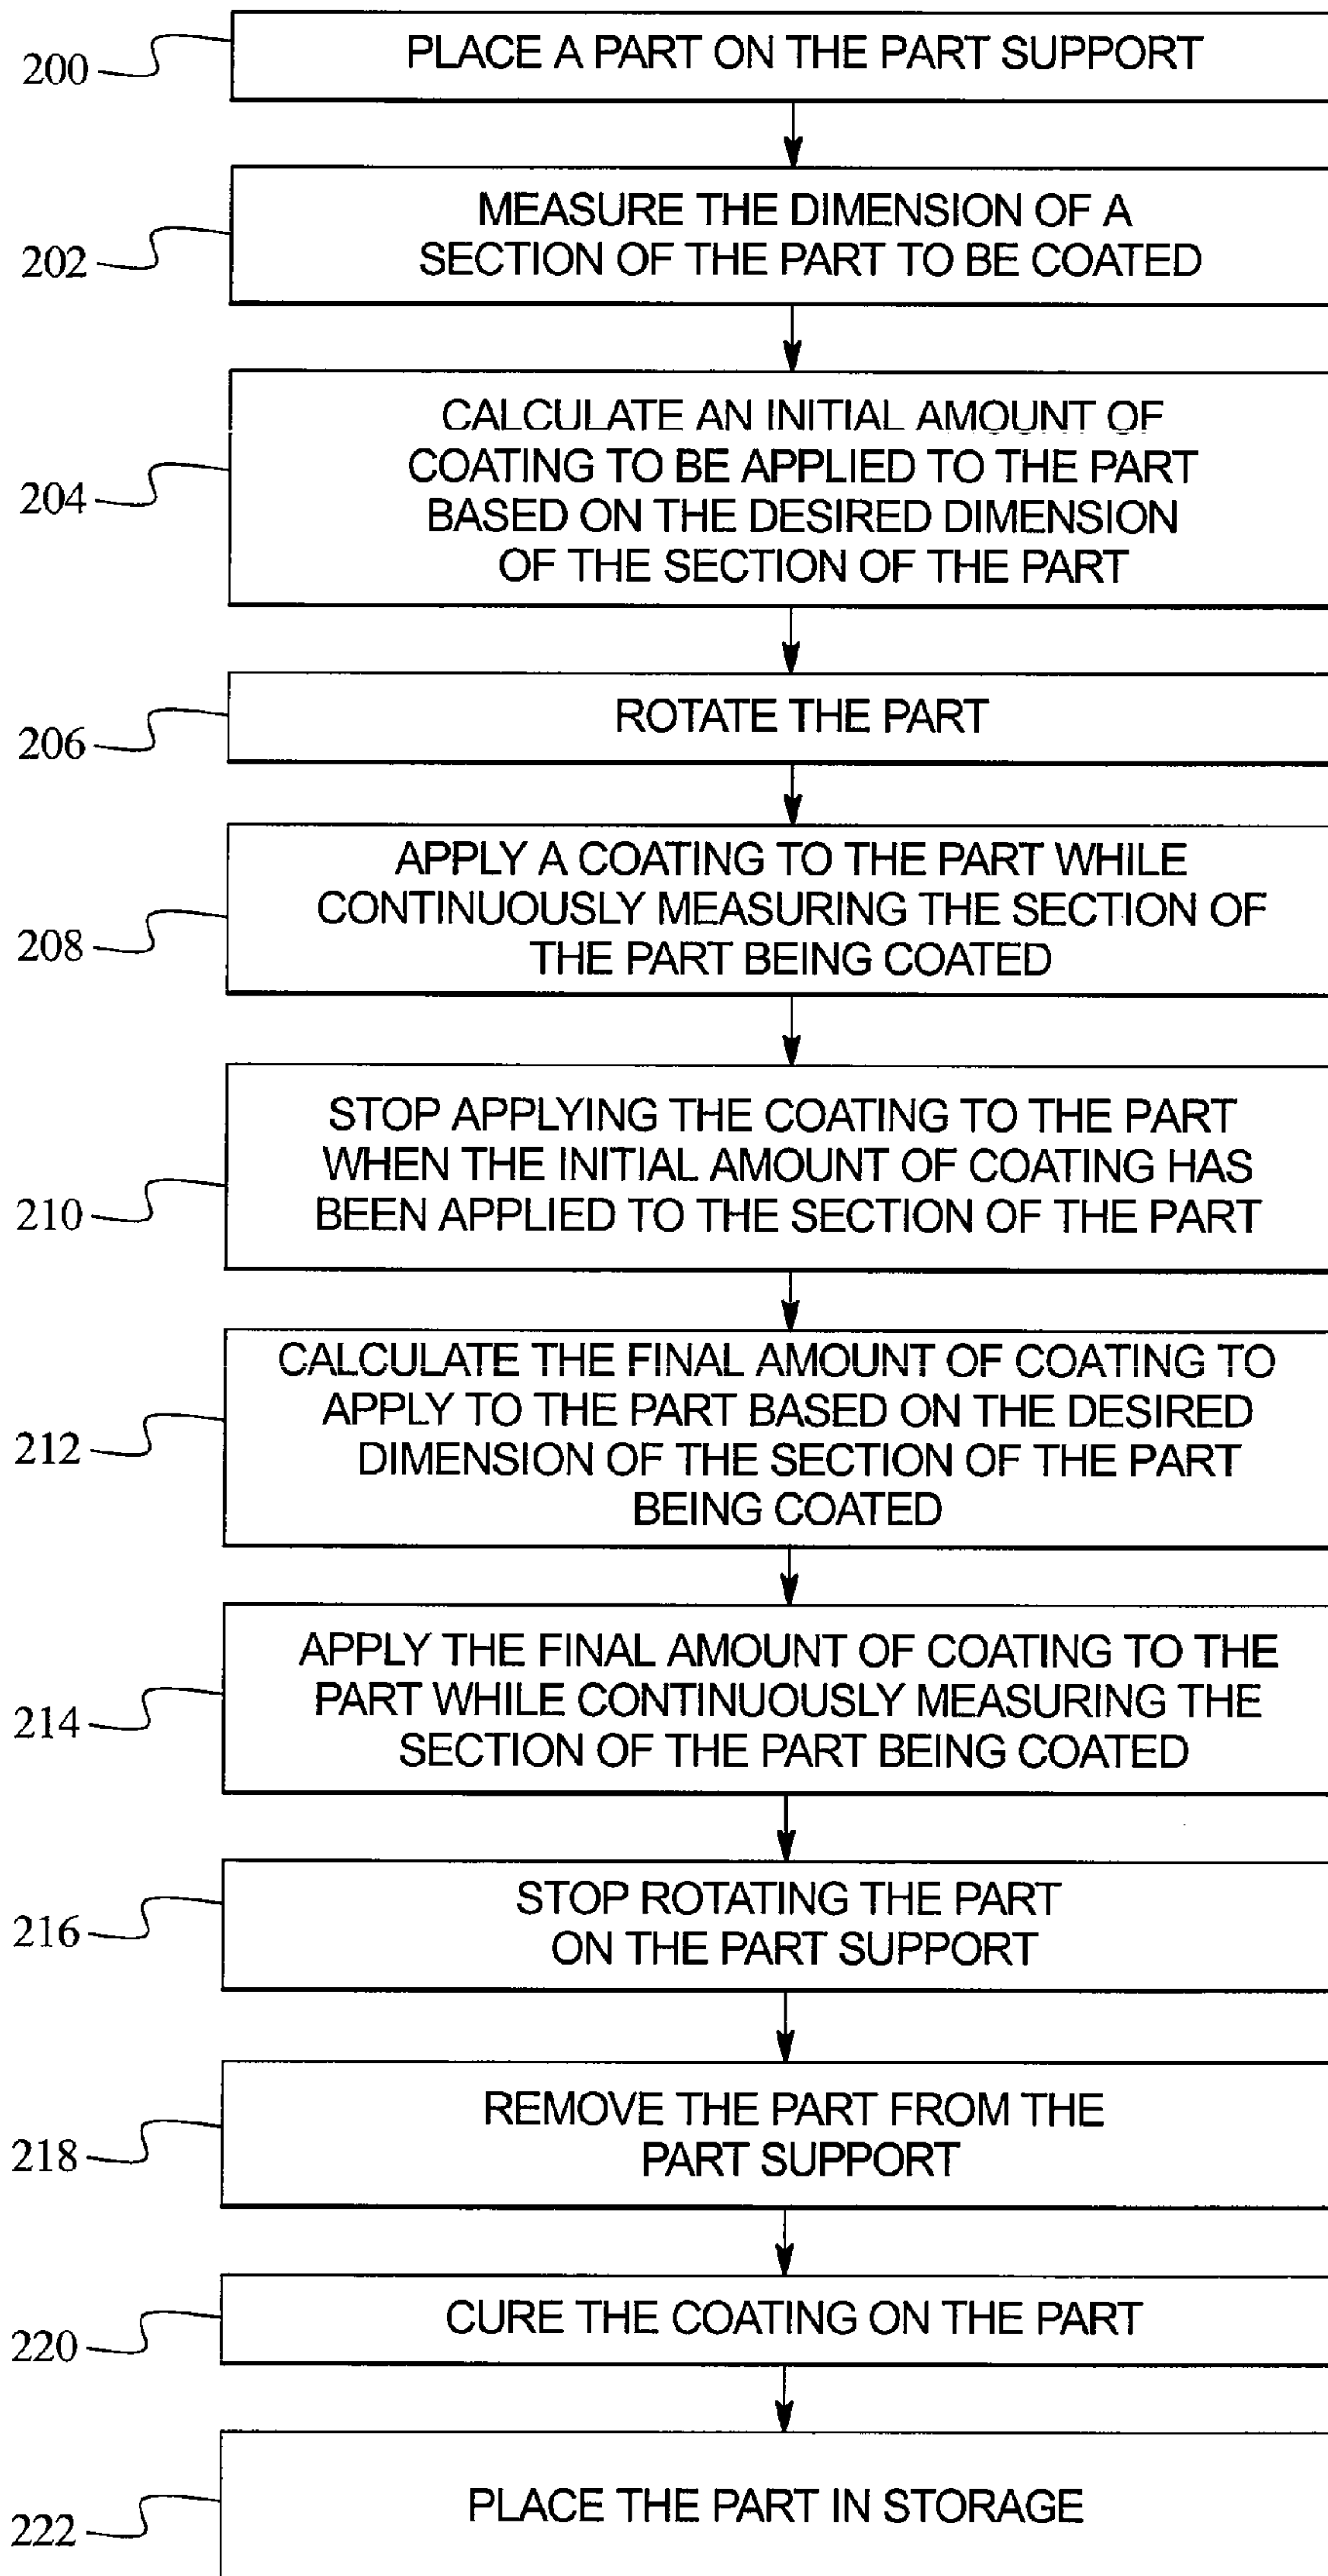 200
PLACE A PART ON THE PART SUPPORT
202
MEASURE THE DIMENSION OF A
SECTION OF THE PART TO BE COATED
204
CALCULATE AN INITIAL AMOUNT OF
COATING TO BE APPLIED TO THE PART
BASED ON THE DESIRED DIMENSION
OF THE SECTION OF THE PART
206
ROTATE THE PART
208
APPLY A COATING TO THE PART WHILE
CONTINUOUSLY MEASURING THE SECTION OF
THE PART BEING COATED
210
STOP APPLYING THE COATING TO THE PART
WHEN THE INITIAL AMOUNT OF COATING HAS
BEEN APPLIED TO THE SECTION OF THE PART
212
CALCULATE THE FINAL AMOUNT OF COATING TO
APPLY TO THE PART BASED ON THE DESIRED
DIMENSION OF THE SECTION OF THE PART
BEING COATED
214
APPLY THE FINAL AMOUNT OF COATING TO THE
PART WHILE CONTINUOUSLY MEASURING THE
SECTION OF THE PART BEING COATED
216
STOP ROTATING THE PART
ON THE PART SUPPORT
218
REMOVE THE PART FROM THE
PART SUPPORT
220
CURE THE COATING ON THE PART
222
PLACE THE PART IN STORAGE